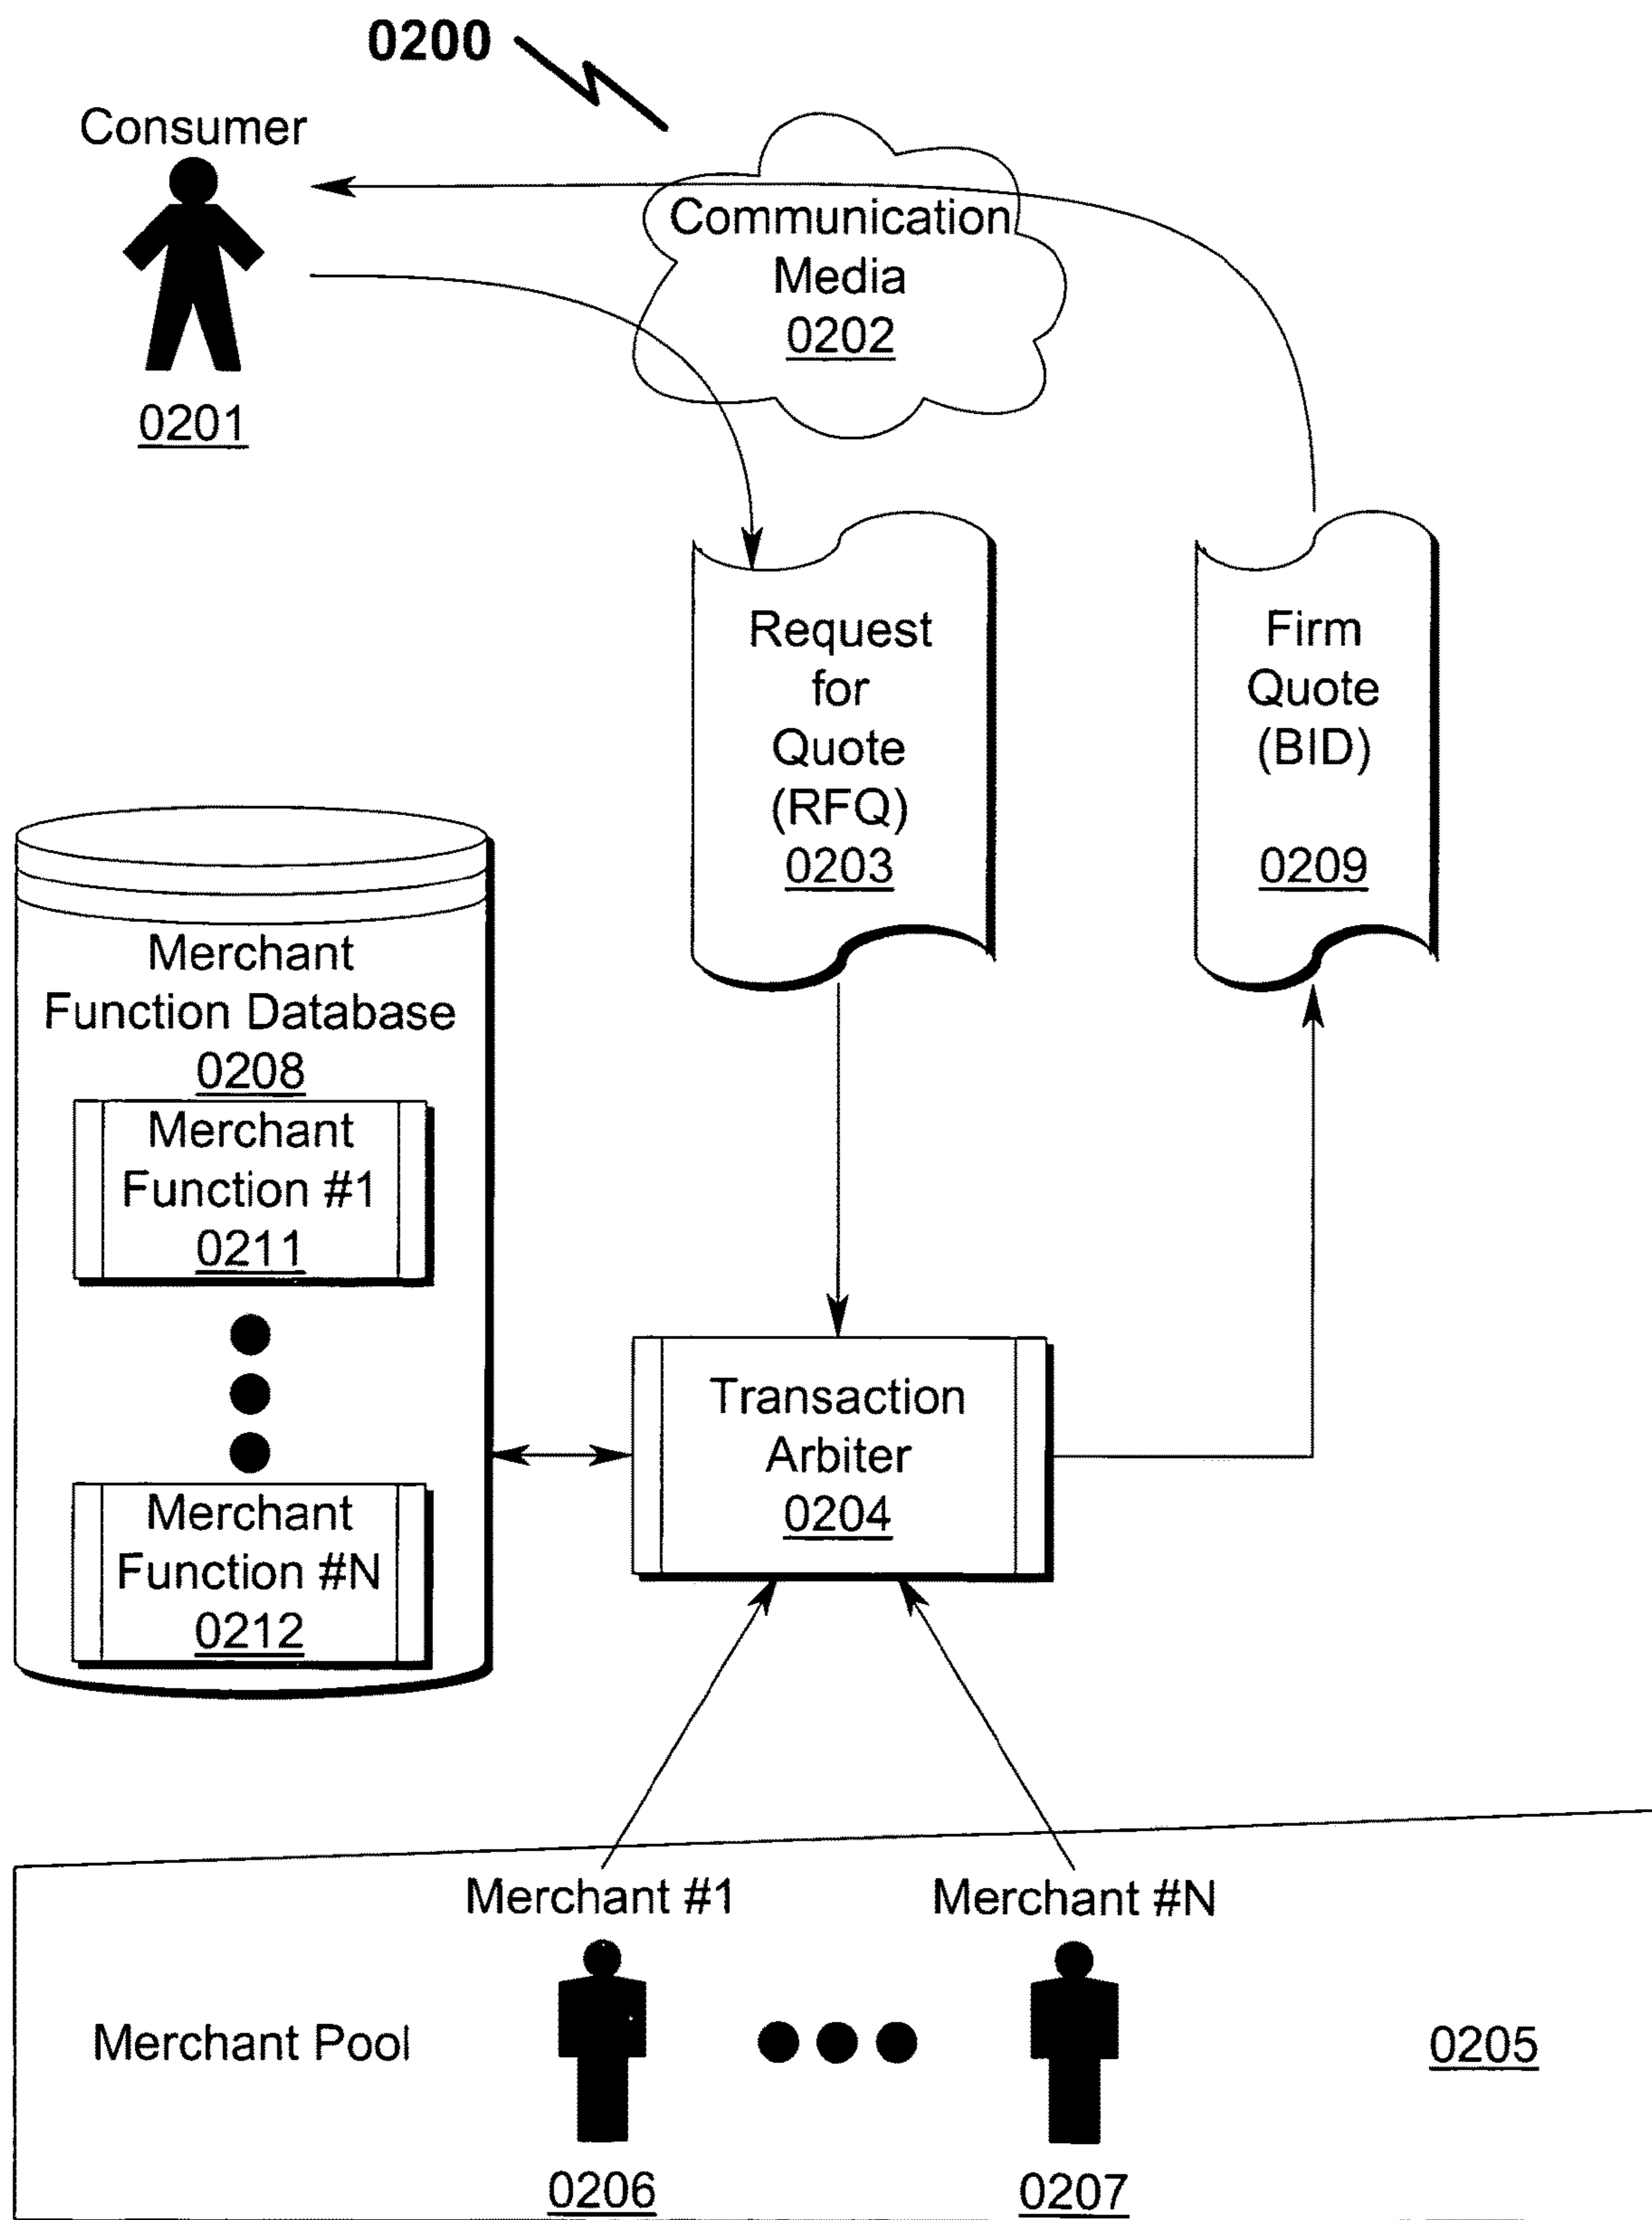 0200
Consumer
0201
Communication
Media
0202
Request
for
Quote
(RFQ)
0203
Firm
Quote
(BID)
0209
Merchant
Function Database
0208
Merchant
Function #1
0211
Merchant
Function #N
0212
Transaction
Arbiter
0204
Merchant #1
Merchant #N
Merchant Pool
0205
0206
0207